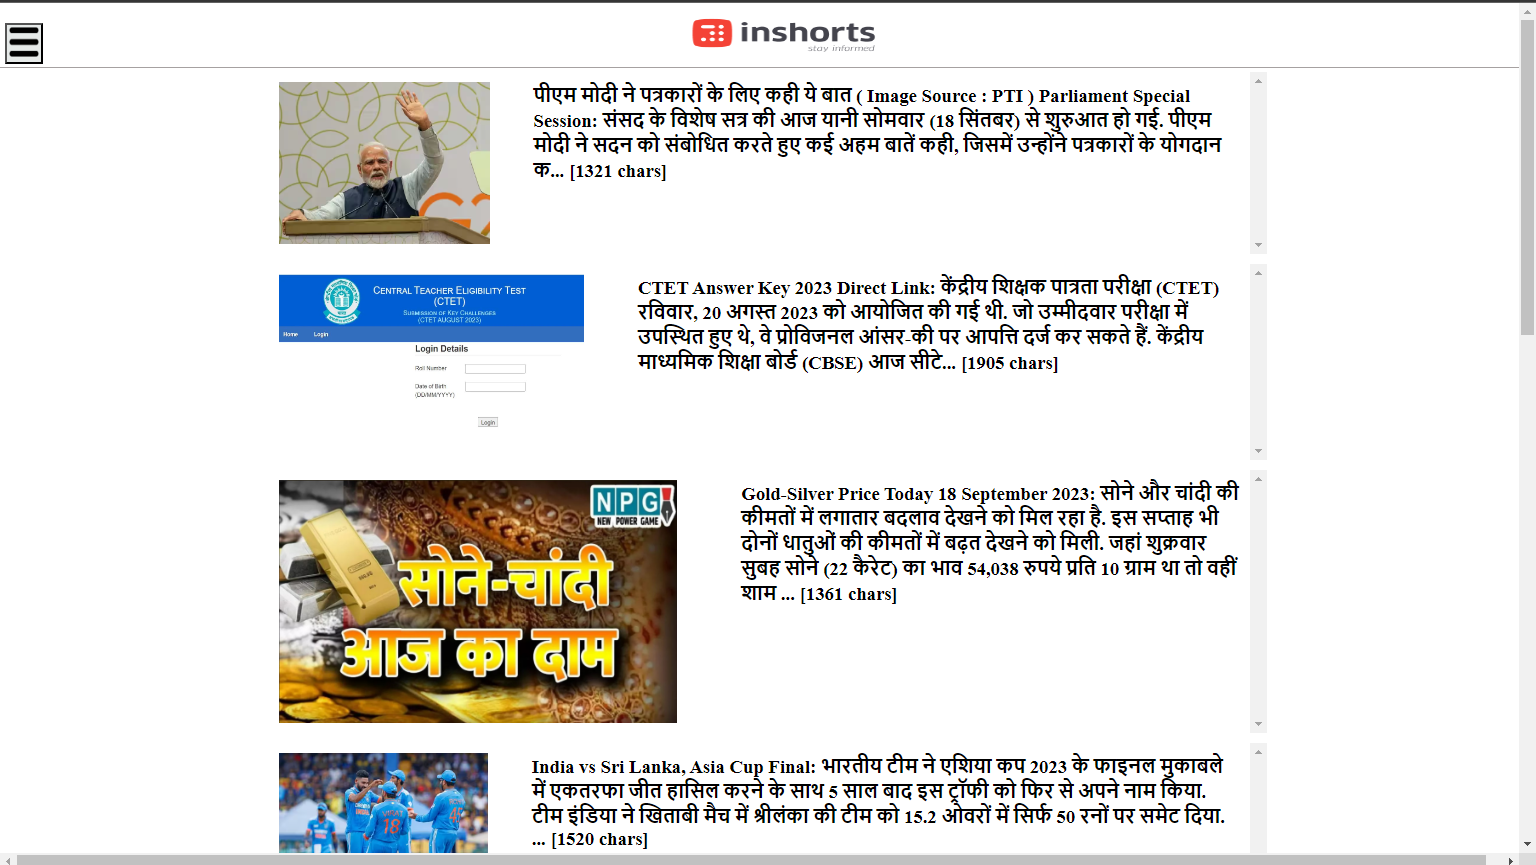 inshorts
stay informed
पीएम मोदी ने पत्रकारों के लिए कही ये बात ( Image Source : PTI ) Parliament Special
Session: संसद के विशेष सत्र की आज यानी सोमवार (18 सिंतबर) से शुरुआत हो गई. पीएम
मोदी ने सदन को संबोधित करते हुए कई अहम बातें कही, जिसमें उन्होंने पत्रकारों के योगदान
क... [1321 chars]
CENTRAL TEACHER ELIGIBILITY TEST
(CTET)
SUBMISSION OF KEY CHALLENGES
(CTET AUGUST 2023)
Home Login
Login Details
Roll Number
Date of Birth
(DD/MM/YYYY)
Login
CTET Answer Key 2023 Direct Link: केंद्रीय शिक्षक पात्रता परीक्षा (CTET)
रविवार, 20 अगस्त 2023 को आयोजित की गई थी. जो उम्मीदवार परीक्षा में
उपस्थित हुए थे, वे प्रोविजनल आंसर-की पर आपत्ति दर्ज कर सकते हैं. केंद्रीय
माध्यमिक शिक्षा बोर्ड (CBSE) आज सीटे... [1905 chars]
NPG
NEW POWER GAME
सोने-चांदी
आज का दाम
Gold-Silver Price Today 18 September 2023: सोने और चांदी की
कीमतों में लगातार बदलाव देखने को मिल रहा है. इस सप्ताह भी
दोनों धातुओं की कीमतों में बढ़त देखने को मिली. जहां शुक्रवार
सुबह सोने (22 कैरेट) का भाव 54,038 रुपये प्रति 10 ग्राम था तो वहीं
शाम ... [1361 chars]
18
45
India vs Sri Lanka, Asia Cup Final: भारतीय टीम ने एशिया कप 2023 के फाइनल मुकाबले
में एकतरफा जीत हासिल करने के साथ 5 साल बाद इस ट्रॉफी को फिर से अपने नाम किया.
टीम इंडिया ने खिताबी मैच में श्रीलंका की टीम को 15.2 ओवरों में सिर्फ 50 रनों पर समेट दिया.
... [1520 chars]